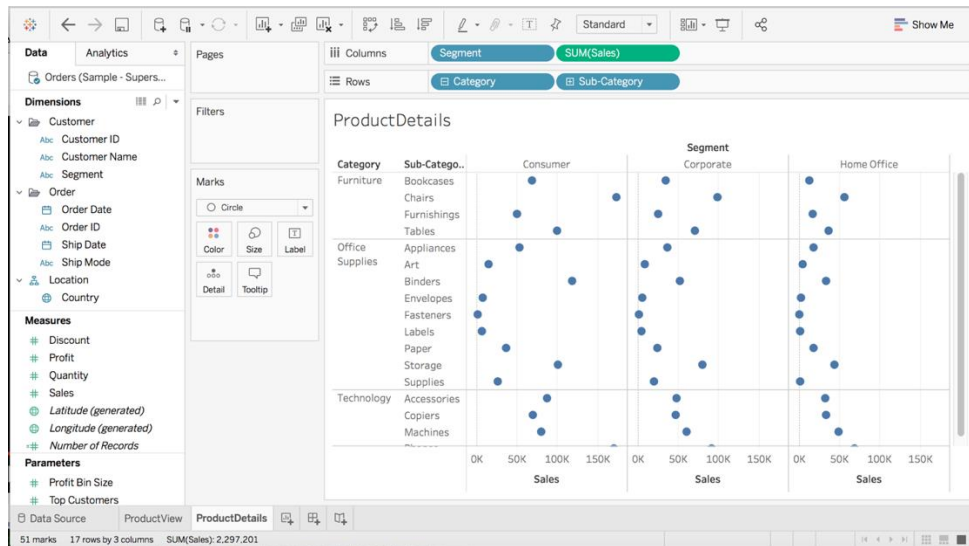 Standard
Show Me
Data
Analytics
Orders (Sample - Supers...
Dimensions
Customer
Abc Customer ID
Abc Customer Name
Abc Segment
Order
Order Date
Abc Order ID
Ship Date
Abc Ship Mode
Location
Country
Measures
# Discount
# Profit
# Quantity
# Sales
Latitude (generated)
Longitude (generated)
=# Number of Records
Parameters
# Profit Bin Size
# Top Customers
Pages
Filters
Marks
Circle
Color Size T Label
Detail Tooltip
iii Columns Segment SUM(Sales)
Rows Category Sub-Category
ProductDetails
Segment
Category Sub-Catego.. Consumer Corporate Home Office
Furniture Bookcases
Chairs
Furnishings
Tables
Office Supplies Appliances
Art
Binders
Envelopes
Fasteners
Labels
Paper
Storage
Supplies
Technology Accessories
Copiers
Machines
0K 50K 100K 150K 0K 50K 100K 150K 0K 50K 100K 150K
Sales Sales Sales
Data Source ProductView ProductDetails
51 marks 17 rows by 3 columns SUM(Sales): 2,297,201